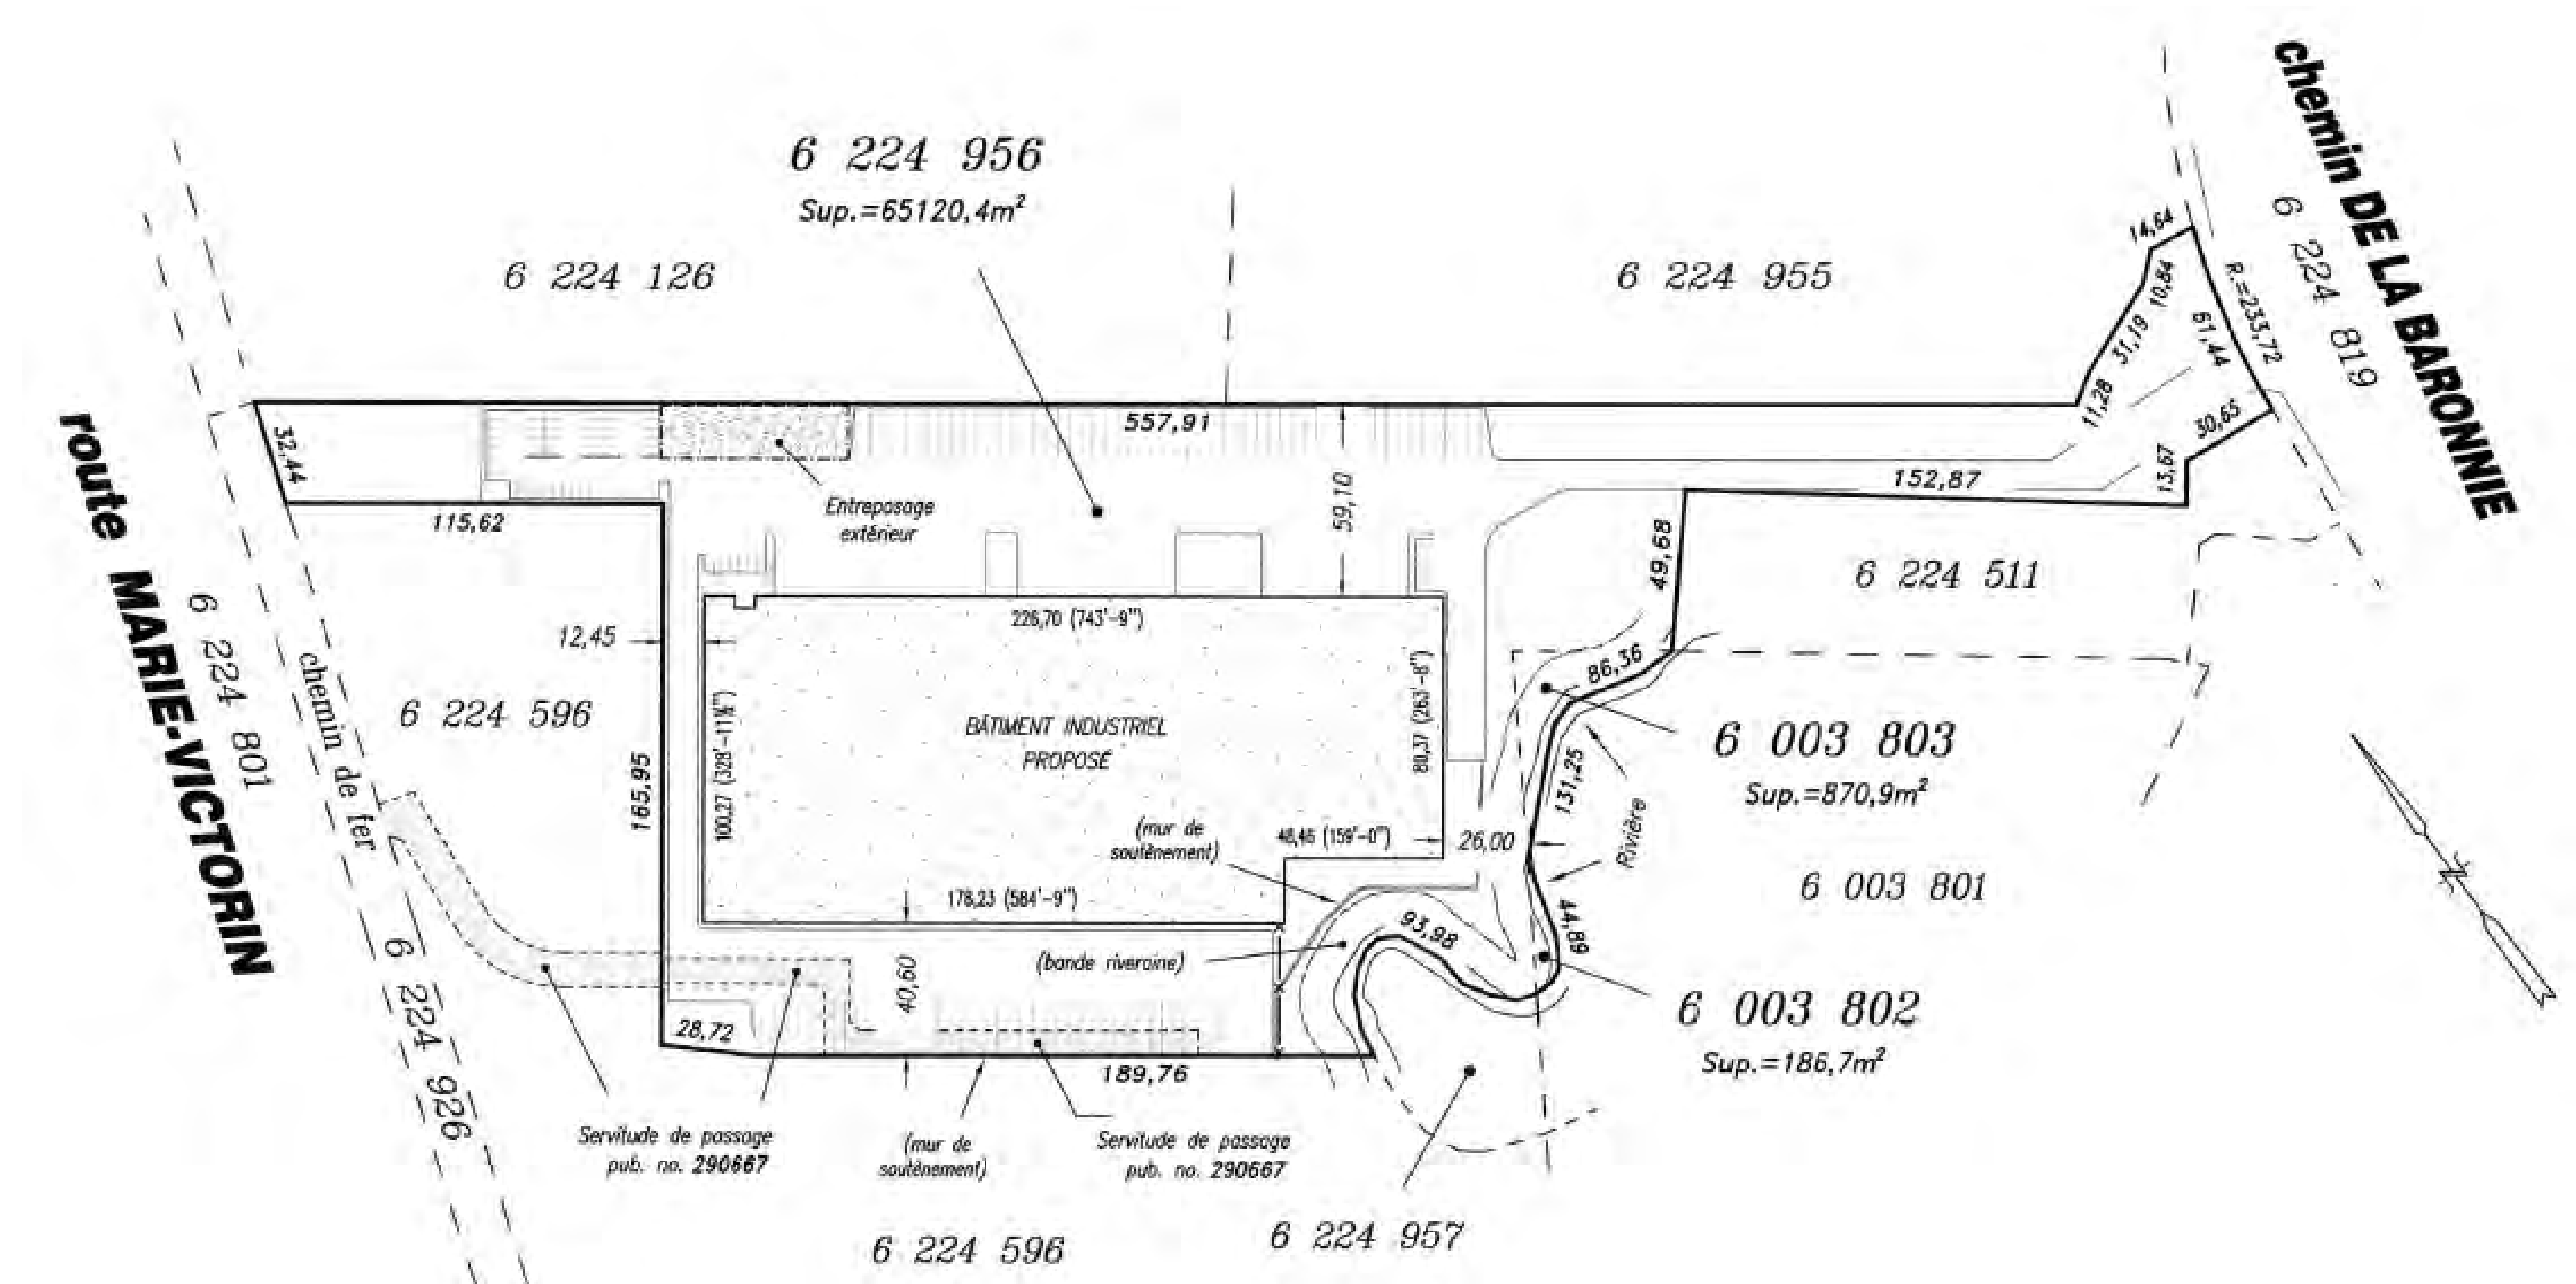 chemin DE LA BARONNIE
6 224 819
6 224 956
Sup.=65120,4m²
6 224 126
6 224 955
14,64
10,84
R.=233,72
61,44
31,19
11,28
30,65
13,67
152,87
557,91
32,44
115,62
route MARIE-VICTORIN
6 224 801
chemin de fer
Entreposage
extérieur
59,10
49,68
6 224 511
226,70 (743'-9")
12,45
6 224 596
165,95
100,27 (328'-11½")
80,37 (263'-8")
BÂTIMENT INDUSTRIEL
PROPOSÉ
86,36
6 003 803
Sup.=870,9m²
131,25
Rivière
(mur de
soutènement)
48,46 (159'-0")
26,00
6 003 801
178,23 (584'-9")
93,98
44,89
(bande riveraine)
40,60
6 003 802
Sup.=186,7m²
28,72
189,76
6 224 926
Servitude de passage
pub. no. 290667
(mur de
soutènement)
Servitude de passage
pub. no. 290667
6 224 596
6 224 957
N